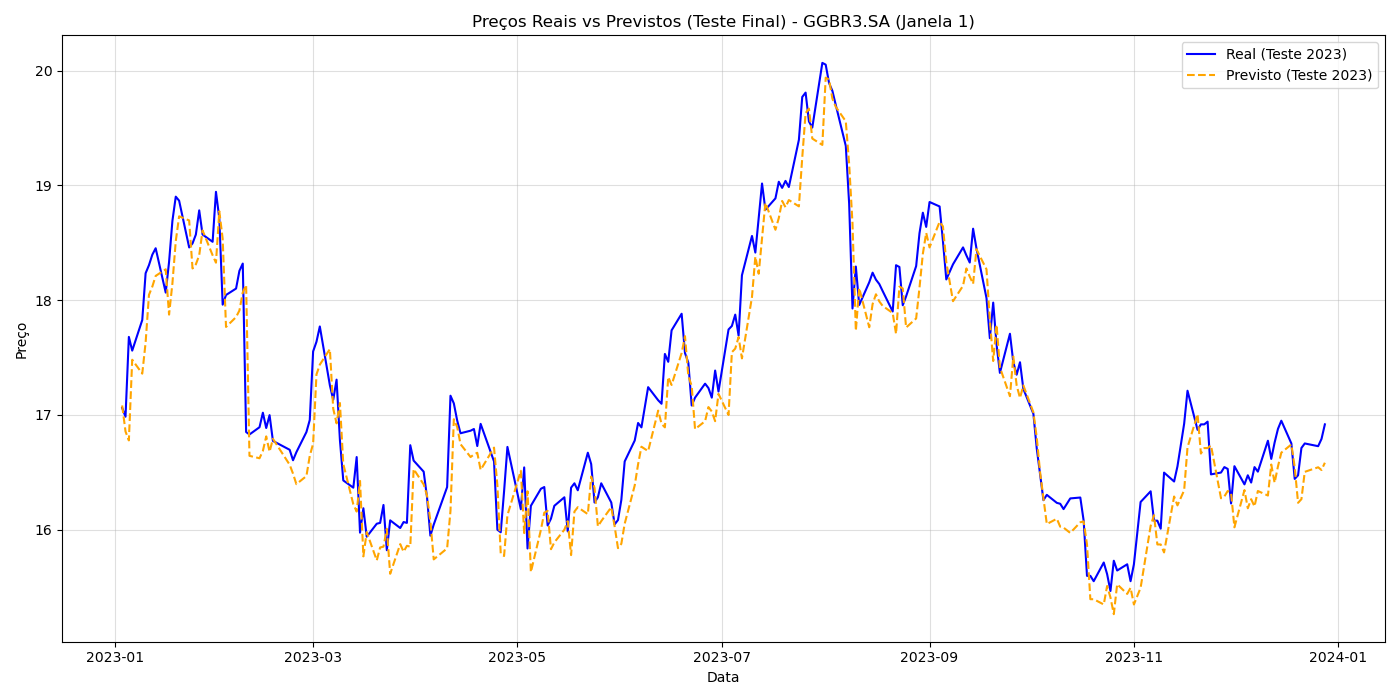 Preços Reais vs Previstos (Teste Final) - GGBR3.SA (Janela 1)
Real (Teste 2023)
Previsto (Teste 2023)
Preço
20
19
18
17
16
2023-01 2023-03 2023-05 2023-07 2023-09 2023-11 2024-01
Data